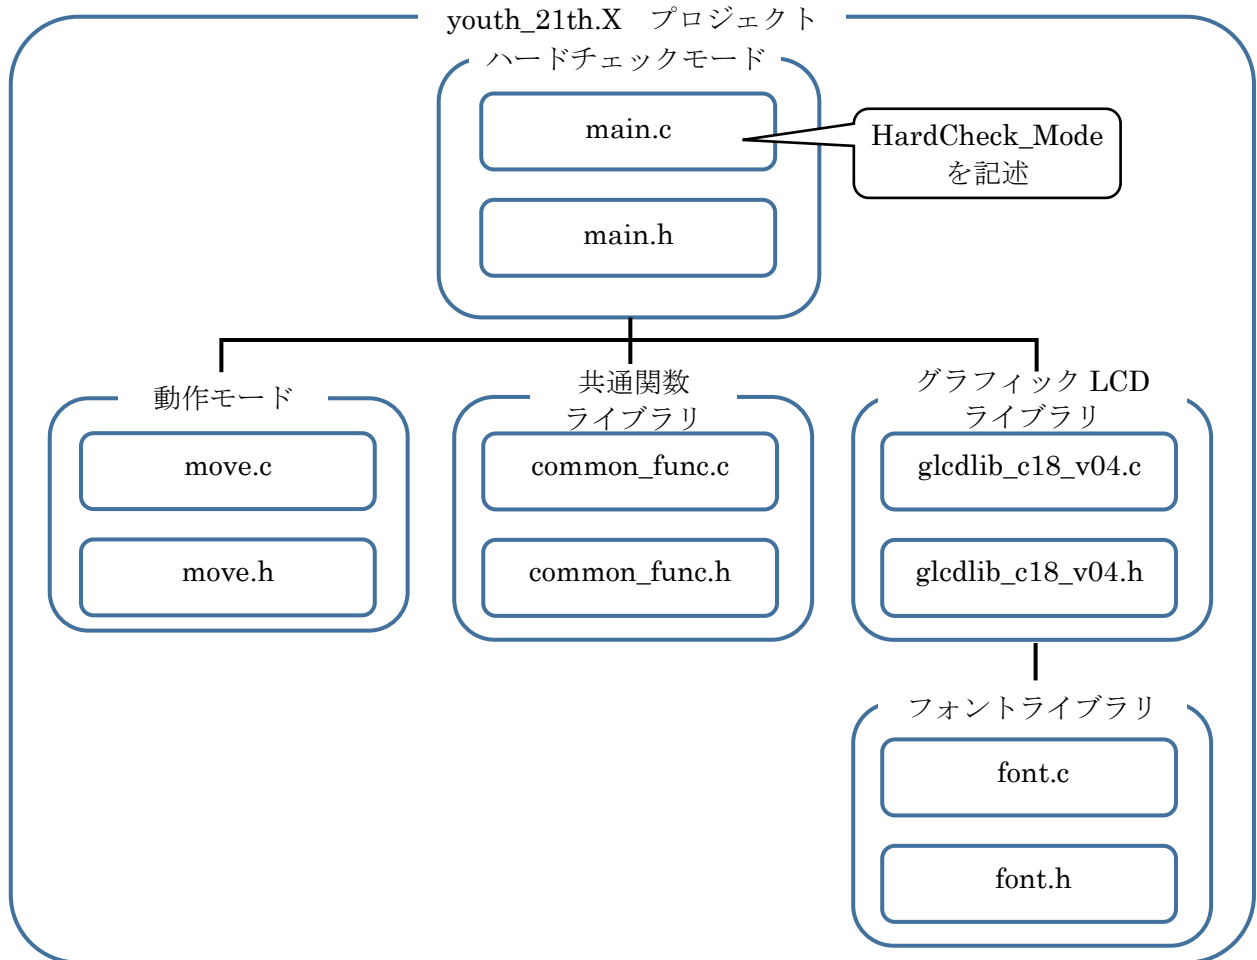 youth_21th.X　プロジェクト
ハードチェックモード
main.c
HardCheck_Mode
を記述
main.h
動作モード
move.c
move.h
共通関数
ライブラリ
common_func.c
common_func.h
グラフィック LCD
ライブラリ
glcdlib_c18_v04.c
glcdlib_c18_v04.h
フォントライブラリ
font.c
font.h